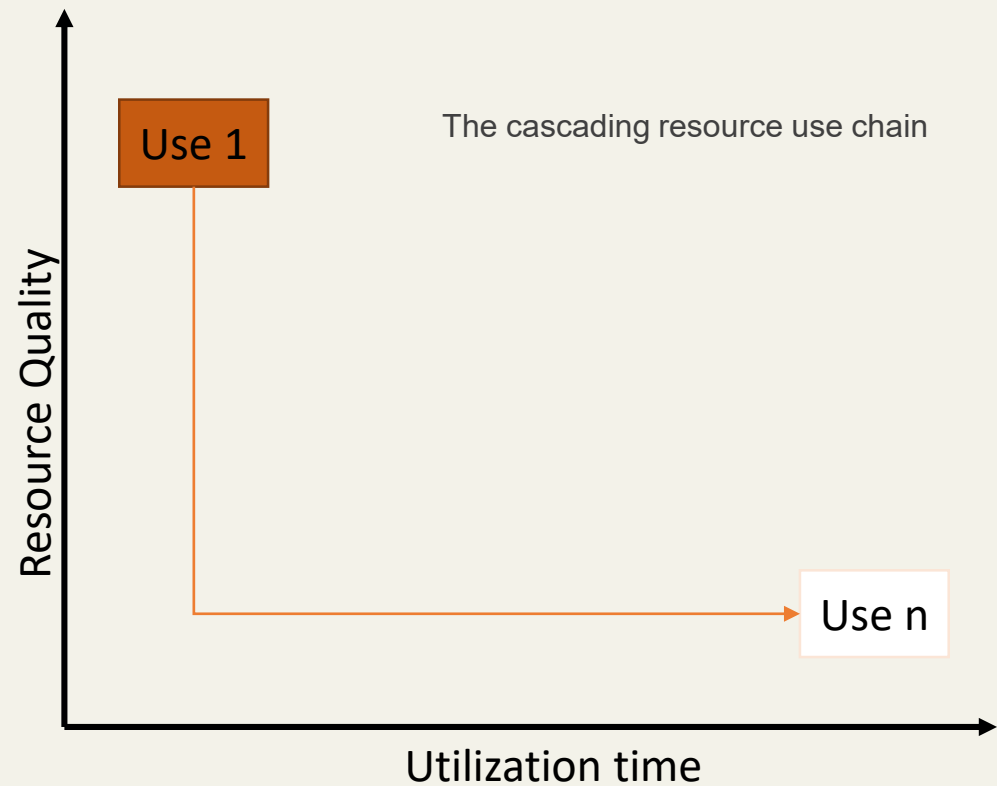 Use 1
The cascading resource use chain
Resource Quality
Use n
Utilization time